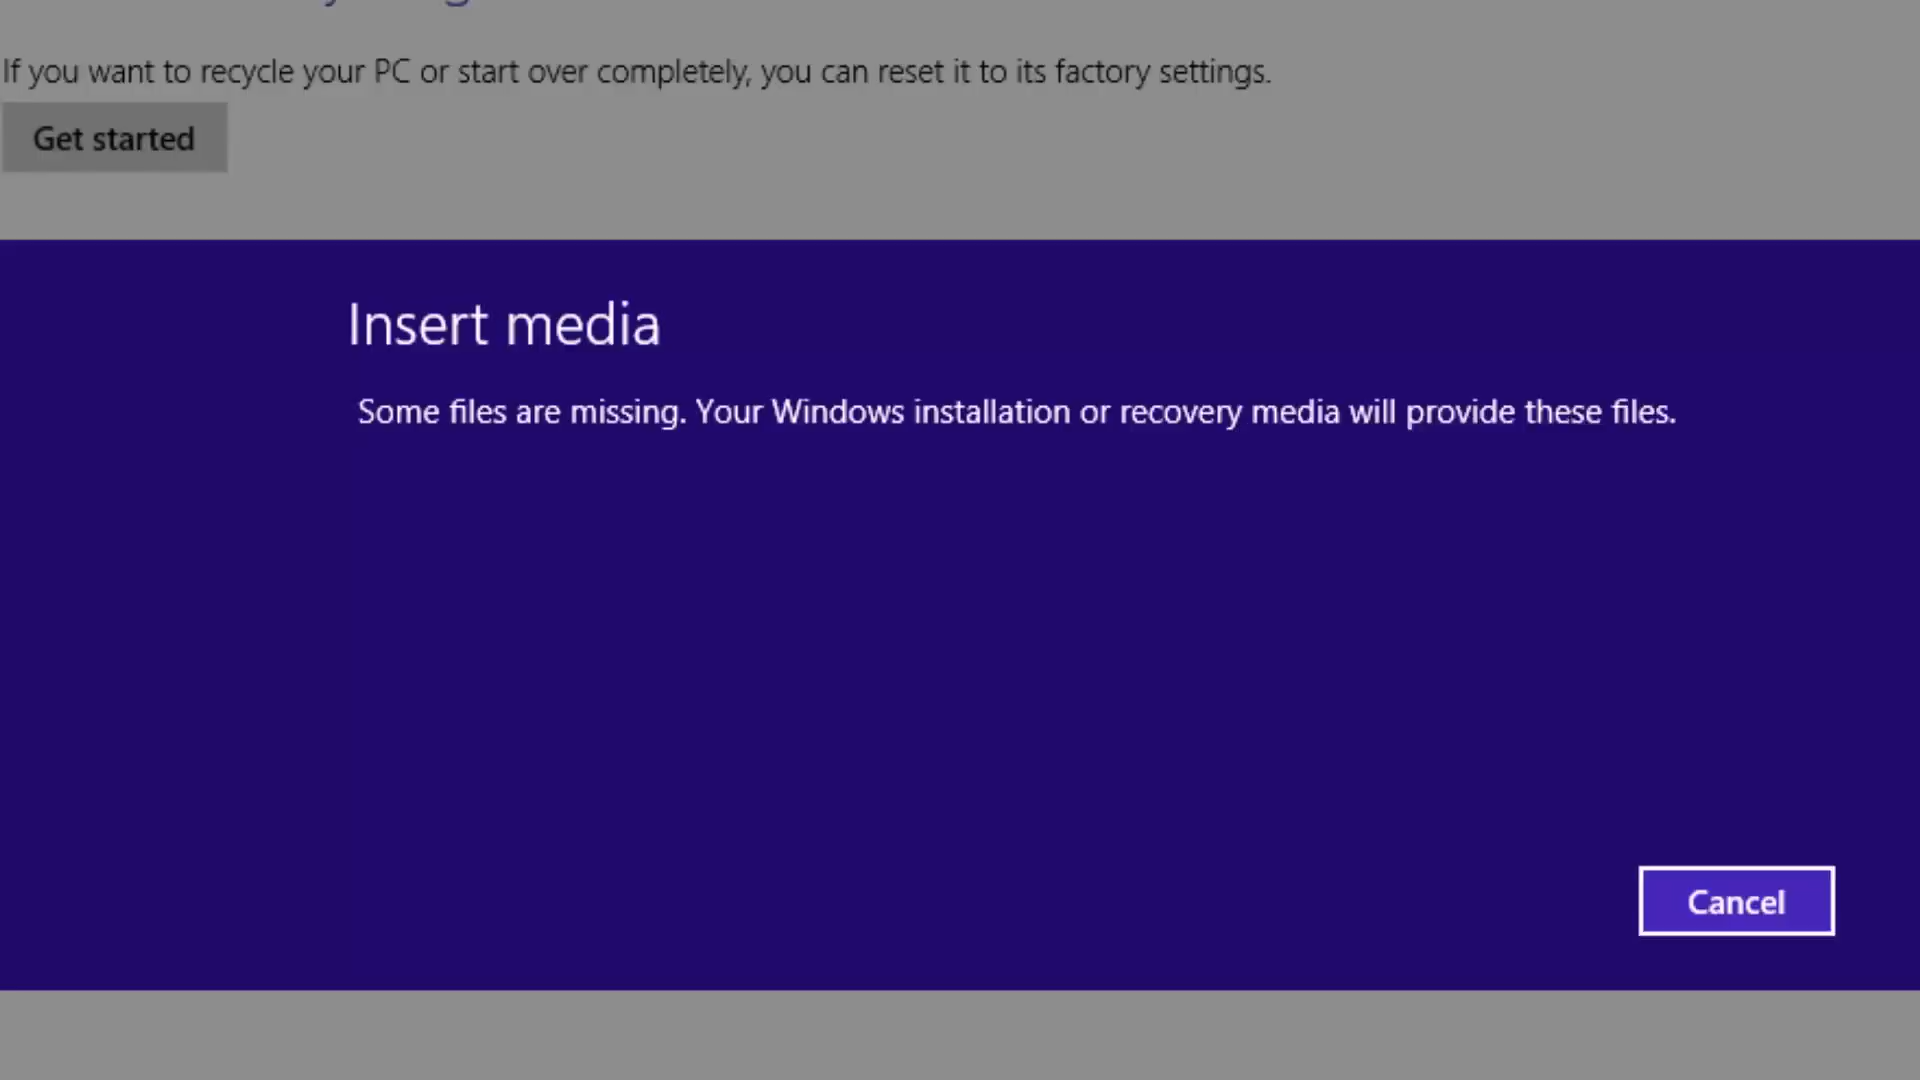 If you want to recycle your PC or start over completely, you can reset it to its factory settings.
Get started
Insert media
Some files are missing. Your Windows installation or recovery media will provide these files.
Cancel